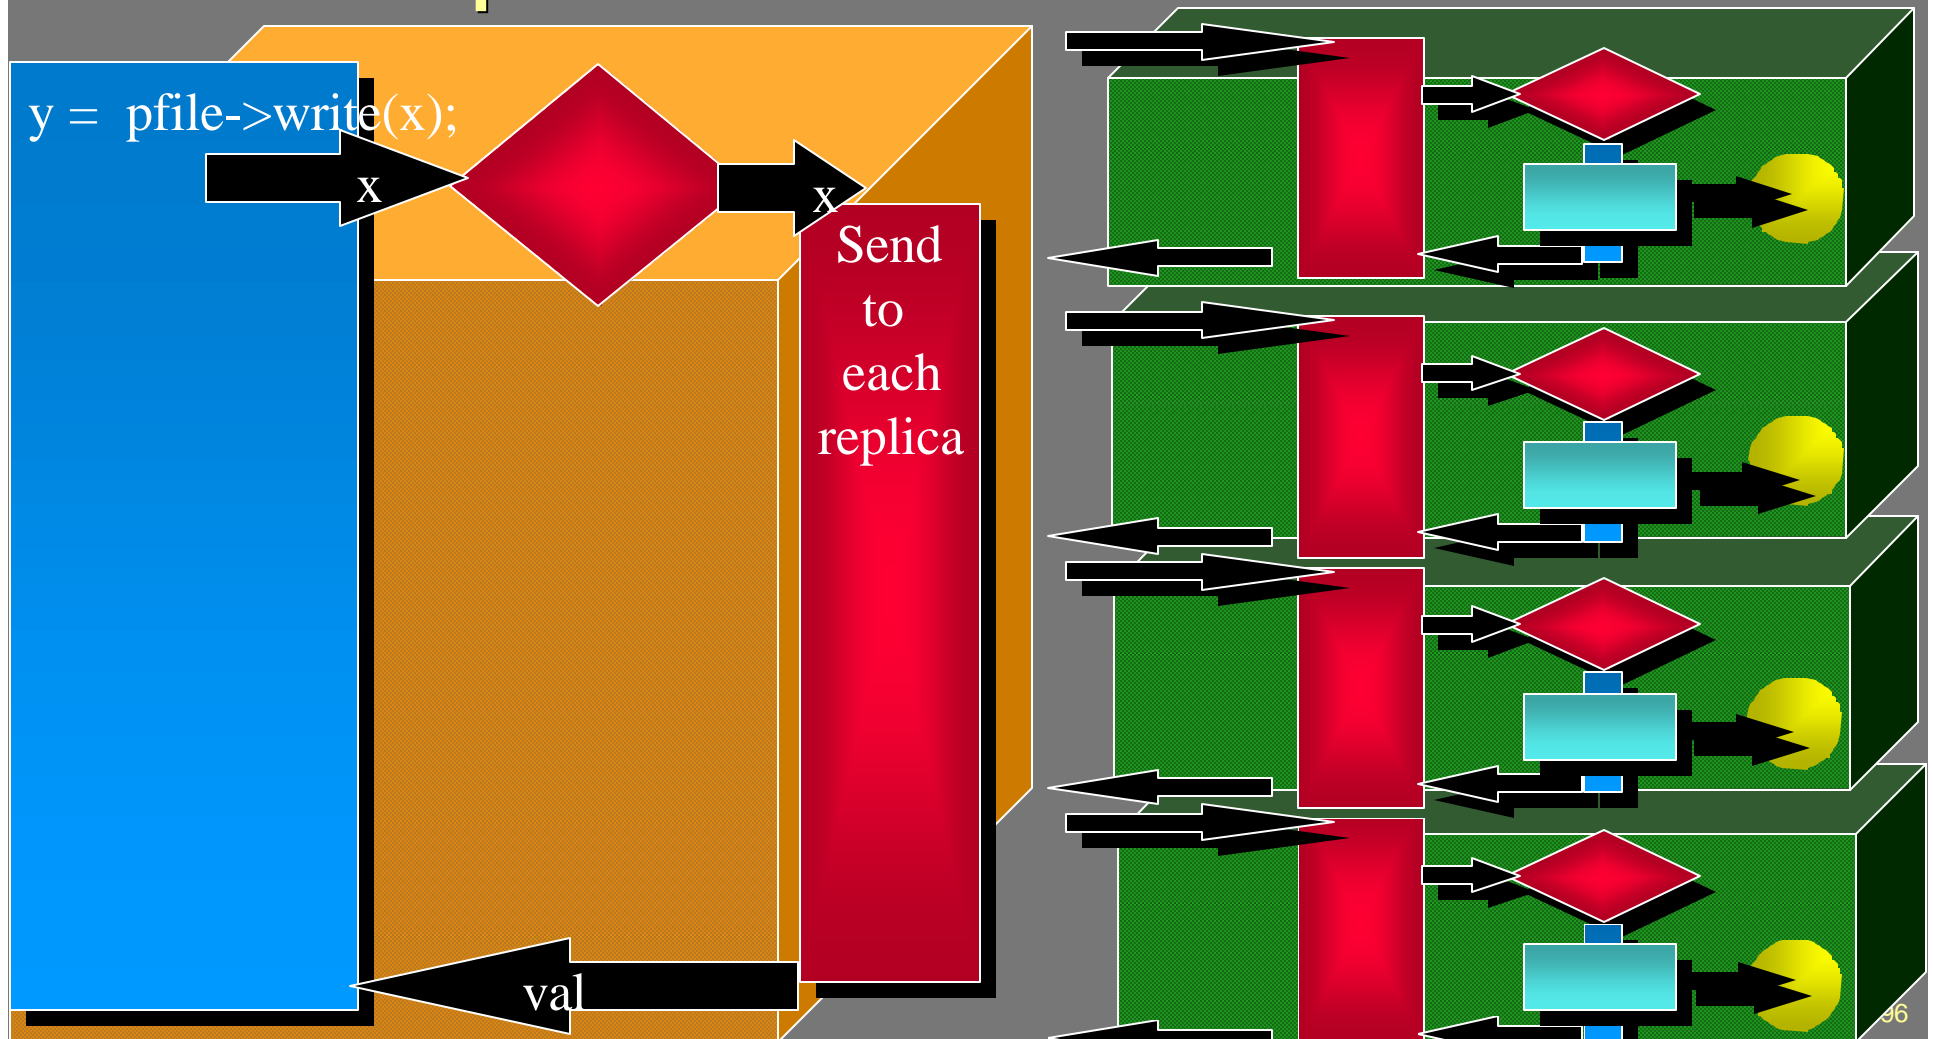 y = pfile->write(x);
x
x
Send
to
each
replica
val
96